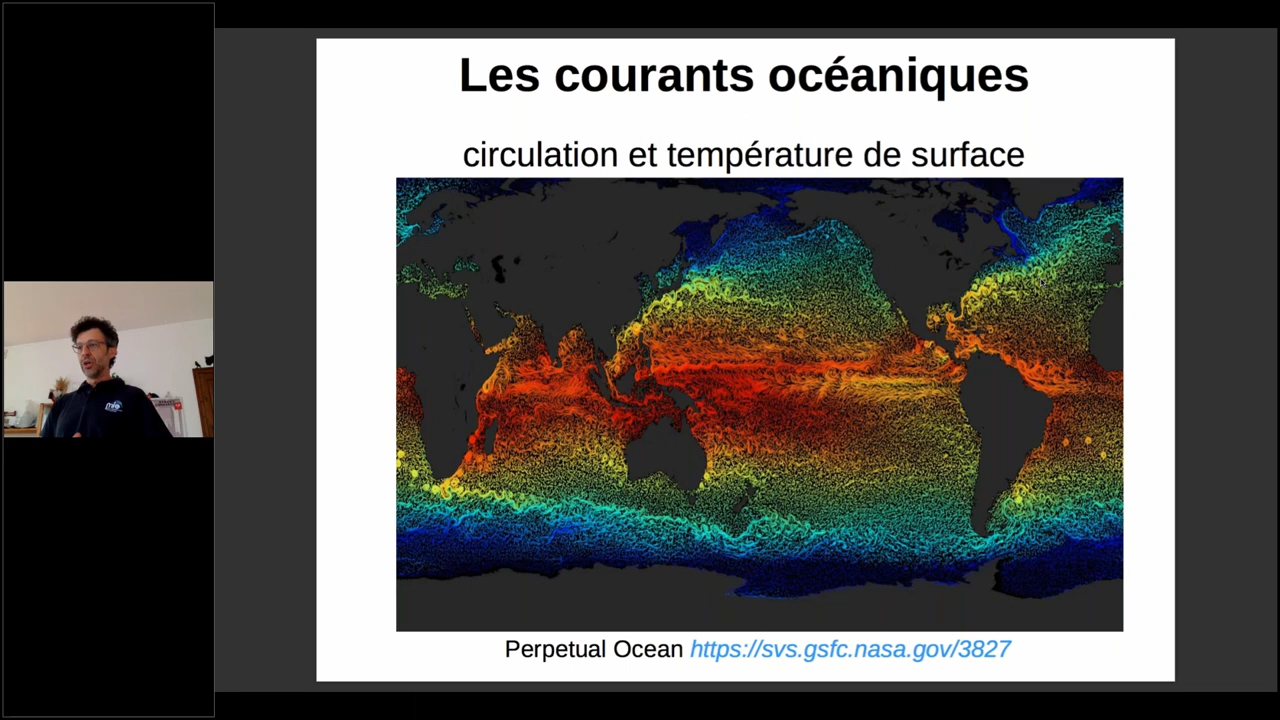 Les courants océaniques
circulation et température de surface
Perpetual Ocean https://svs.gsfc.nasa.gov/3827